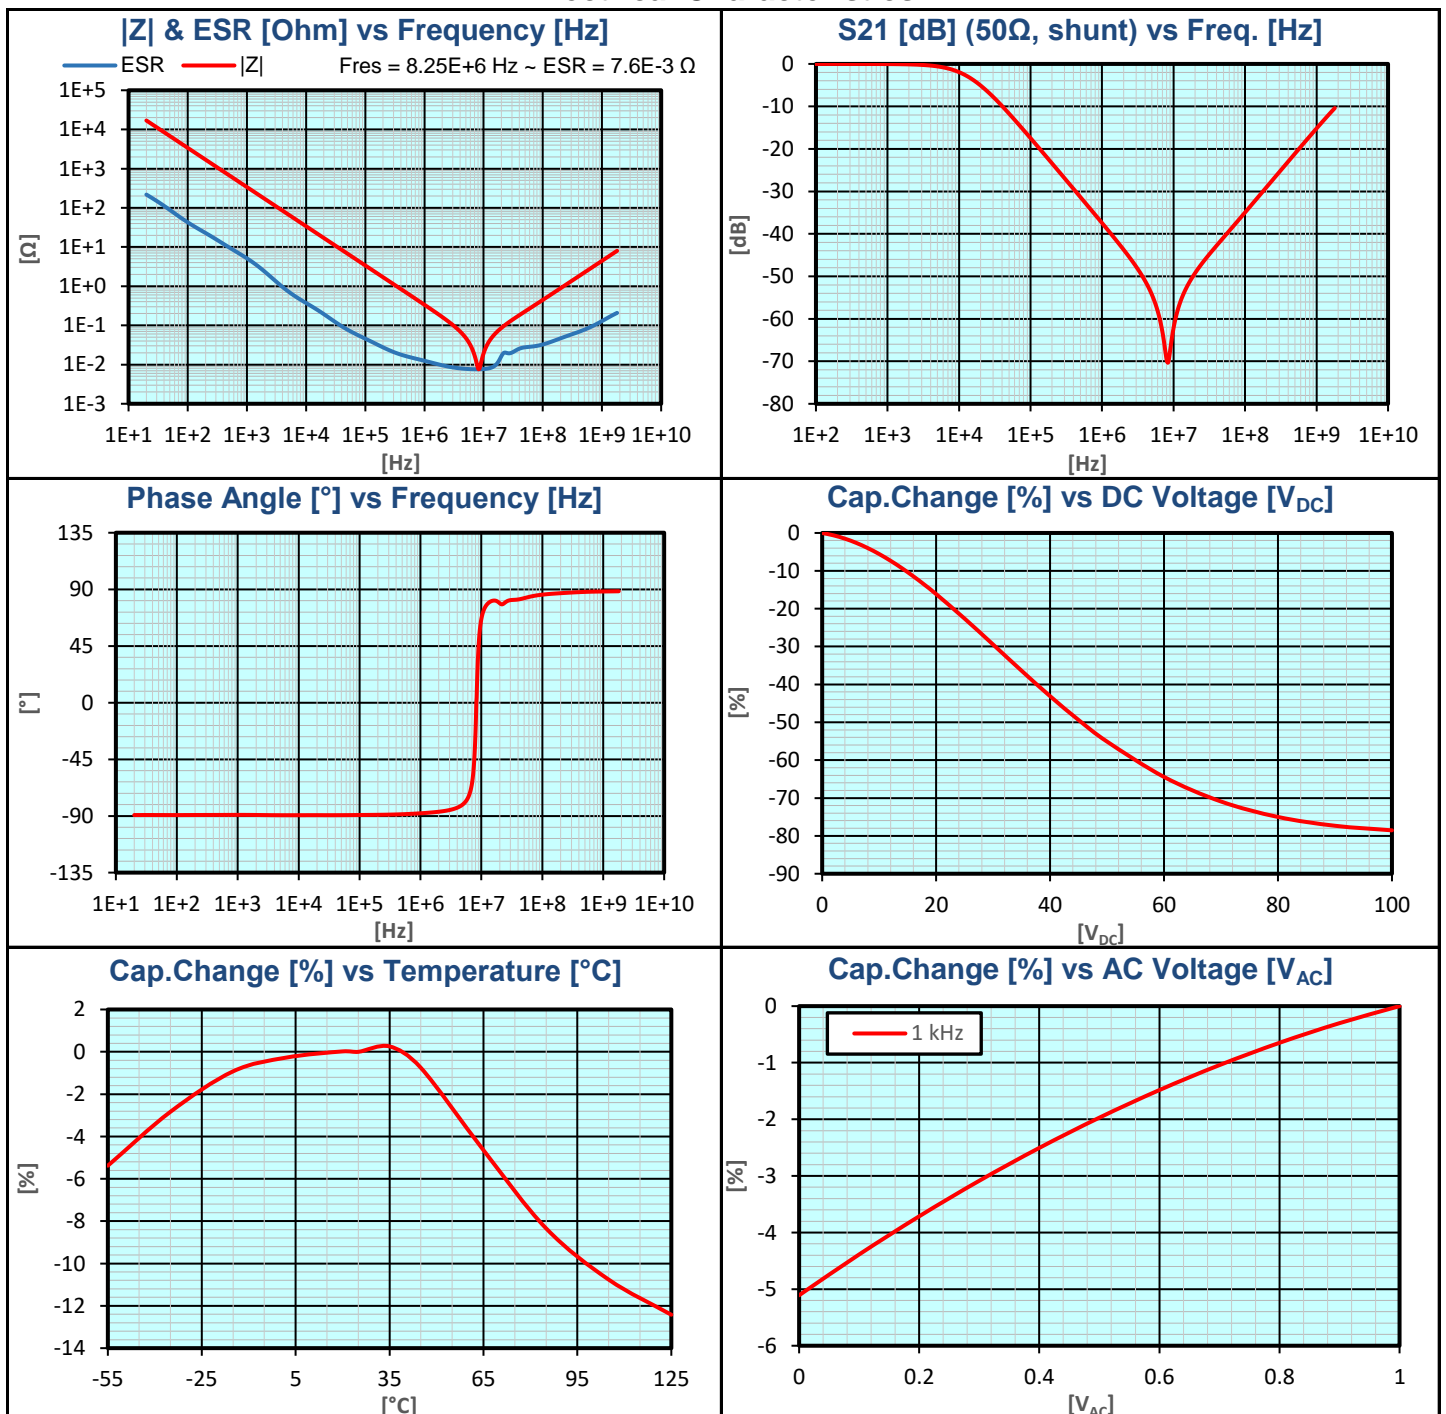 |Z| & ESR [Ohm] vs Frequency [Hz]
ESR |Z| Fres = 8.25E+6 Hz ~ ESR = 7.6E-3 Ω
1E+5
1E+4
1E+3
1E+2
1E+1
1E+0
1E-1
1E-2
1E-3
[Ω]
1E+1 1E+2 1E+3 1E+4 1E+5 1E+6 1E+7 1E+8 1E+9 1E+10
[Hz]
S21 [dB] (50Ω, shunt) vs Freq. [Hz]
0
-10
-20
-30
-40
-50
-60
-70
-80
[dB]
1E+2 1E+3 1E+4 1E+5 1E+6 1E+7 1E+8 1E+9 1E+10
[Hz]
Phase Angle [°] vs Frequency [Hz]
135
90
45
0
-45
-90
-135
[°]
1E+1 1E+2 1E+3 1E+4 1E+5 1E+6 1E+7 1E+8 1E+9 1E+10
[Hz]
Cap.Change [%] vs DC Voltage [VDC]
0
-10
-20
-30
-40
-50
-60
-70
-80
-90
[%]
0 20 40 60 80 100
[VDC]
Cap.Change [%] vs Temperature [°C]
2
0
-2
-4
-6
-8
-10
-12
-14
[%]
-55 -25 5 35 65 95 125
[°C]
Cap.Change [%] vs AC Voltage [VAC]
1 kHz
0
-1
-2
-3
-4
-5
-6
[%]
0 0.2 0.4 0.6 0.8 1
[VAC]